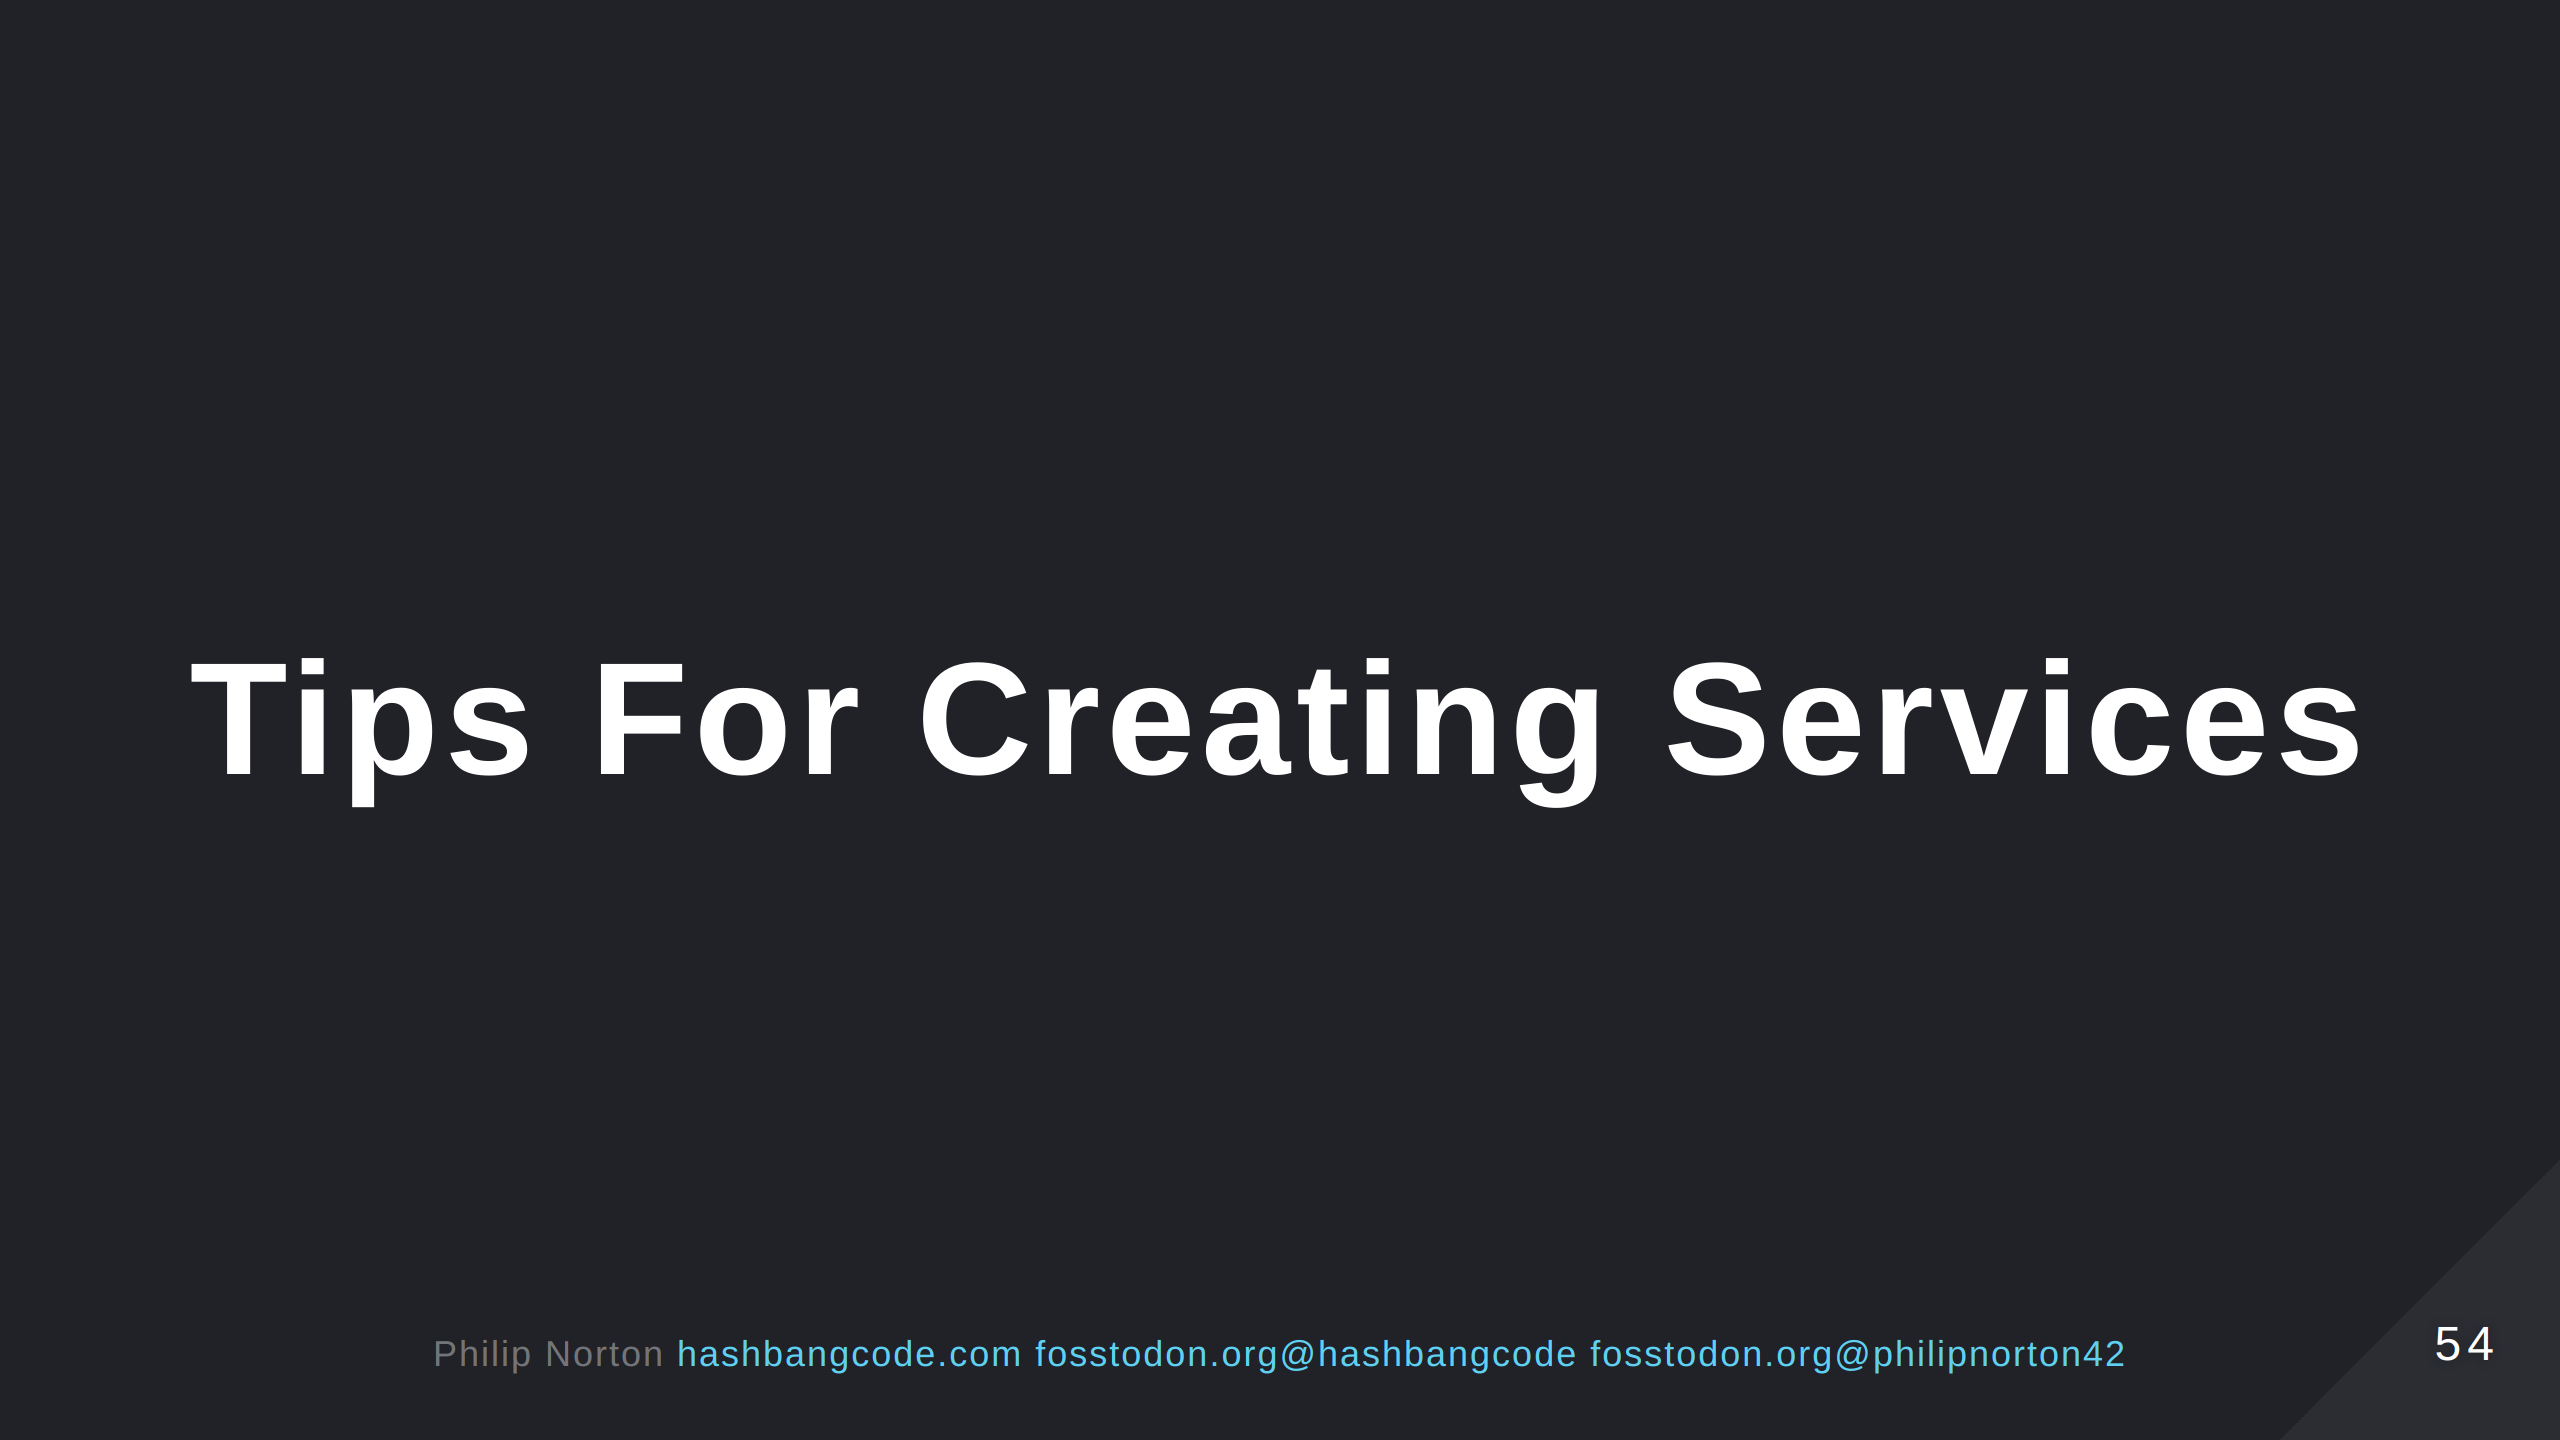 Tips For Creating Services
Philip Norton hashbangcode.com fosstodon.org@hashbangcode fosstodon.org@philipnorton42
54